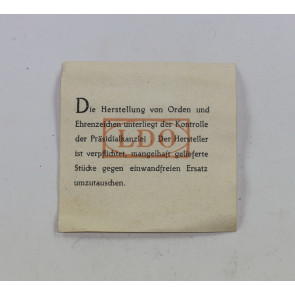 Die Herstellung von Orden und
Ehrenzeichen unterliegt der Kontrolle
der Präsidialkanzlei. Der Hersteller
LDO
ist verpflichtet, mangelhaft gelieferte
Stücke gegen einwandfreien Ersatz
umzutauschen.